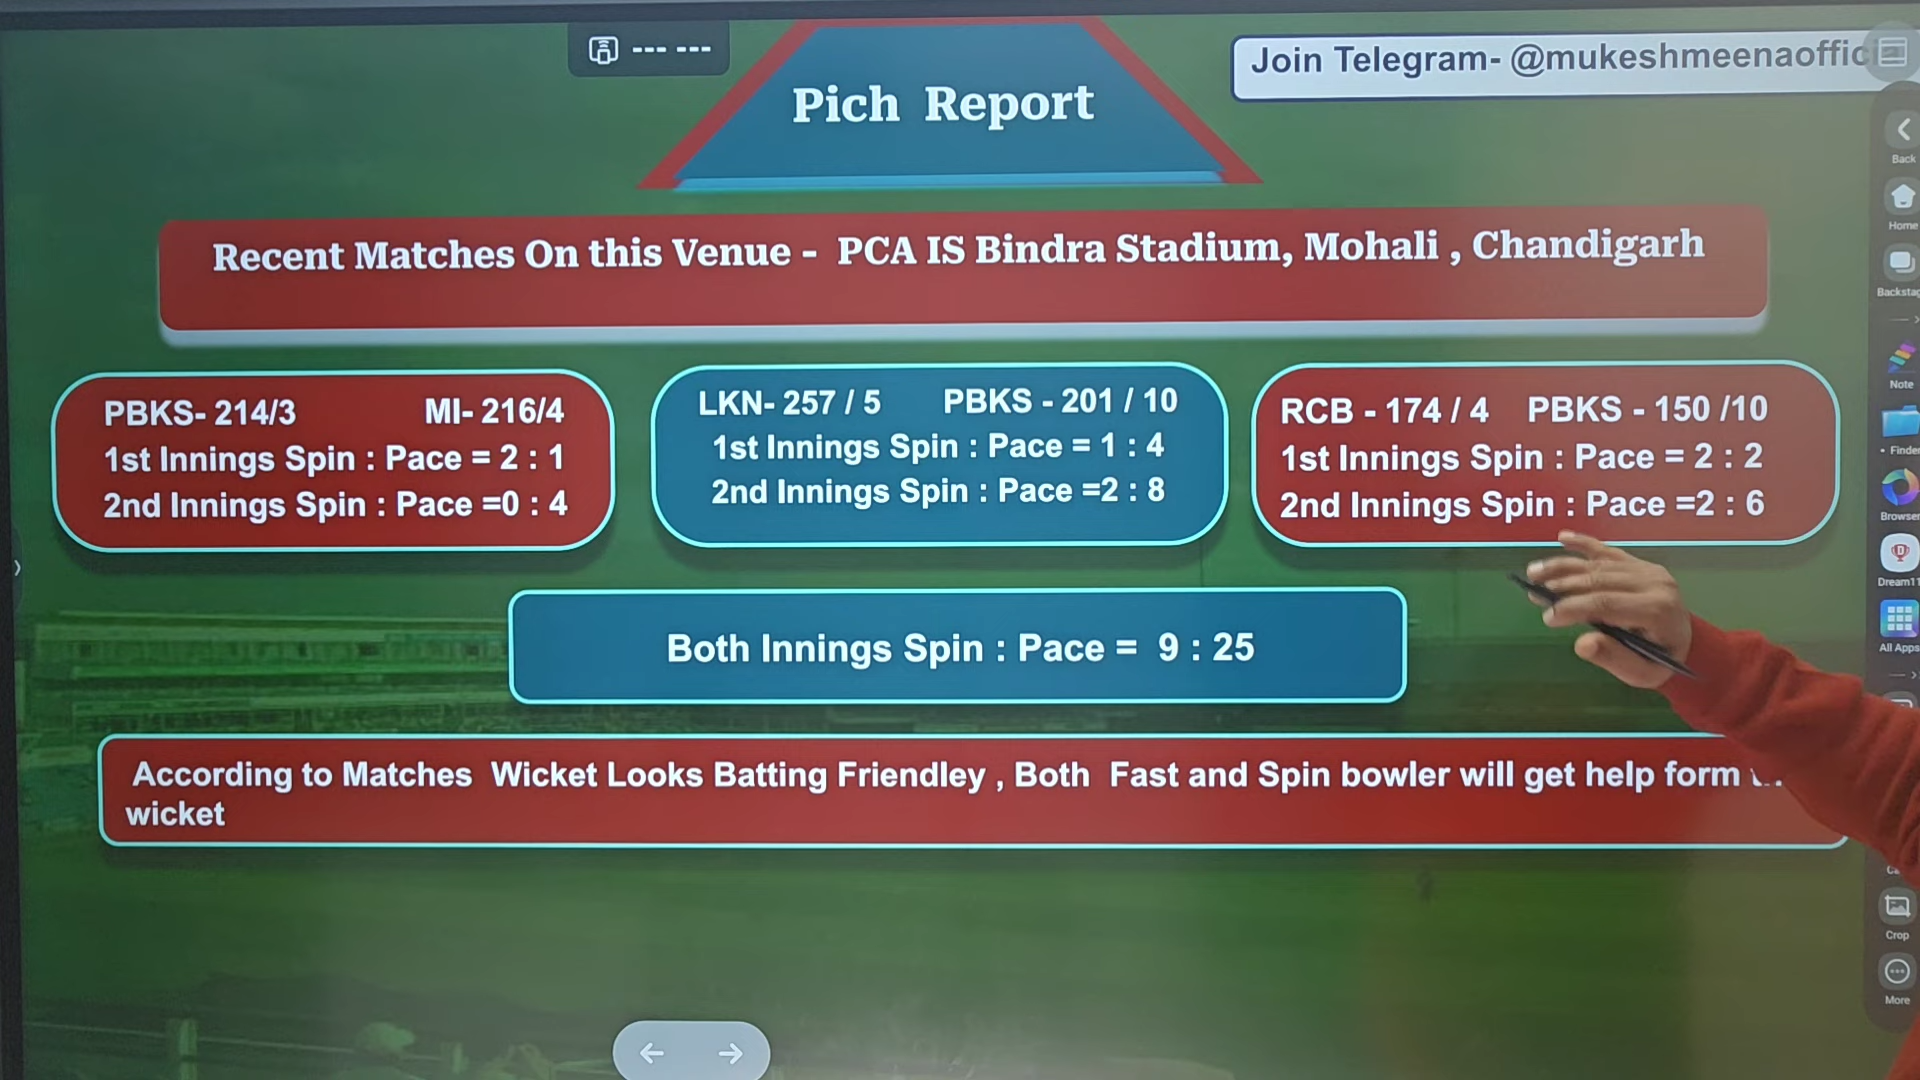 --- ---
Join Telegram- @mukeshmeenaoffici
Pich Report
Back
Home
Recent Matches On this Venue - PCA IS Bindra Stadium, Mohali , Chandigarh
PBKS- 214/3 MI- 216/4
1st Innings Spin : Pace = 2 : 1
2nd Innings Spin : Pace =0 : 4
LKN- 257 / 5 PBKS - 201 / 10
1st Innings Spin : Pace = 1 : 4
2nd Innings Spin : Pace =2 : 8
RCB - 174 / 4 PBKS - 150 /10
1st Innings Spin : Pace = 2 : 2
2nd Innings Spin : Pace =2 : 6
Note
Browser
Dream11
All Apps
Both Innings Spin : Pace = 9 : 25
According to Matches Wicket Looks Batting Friendley , Both Fast and Spin bowler will get help form
wicket
Crop
More